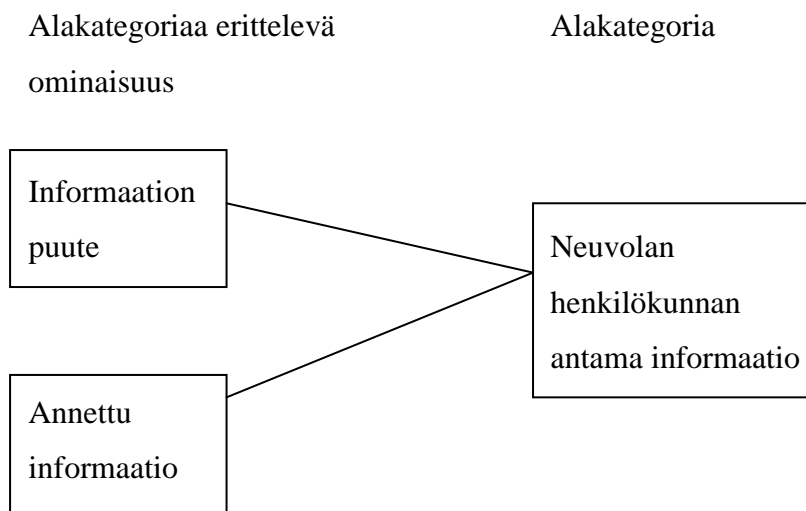 Alakategoriaa erittelevä
ominaisuus
Alakategoria
Informaation
puute
Neuvolan
henkilökunnan
antama informaatio
Annettu
informaatio